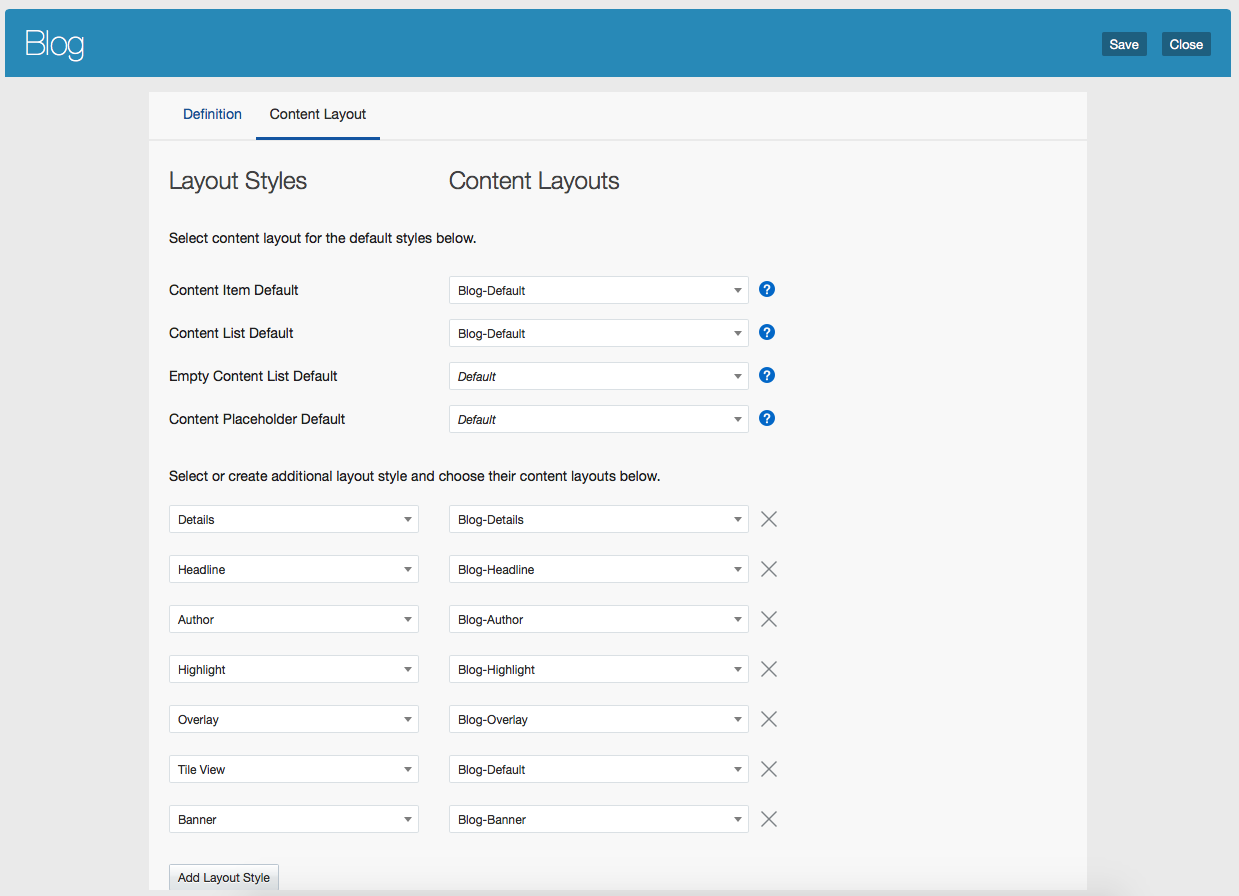 Blog
Save Close
Definition Content Layout
Layout Styles Content Layouts
Select content layout for the default styles below.
Content Item Default Blog-Default ?
Content List Default Blog-Default ?
Empty Content List Default Default ?
Content Placeholder Default Default ?
Select or create additional layout style and choose their content layouts below.
Details Blog-Details
Headline Blog-Headline
Author Blog-Author
Highlight Blog-Highlight
Overlay Blog-Overlay
Tile View Blog-Default
Banner Blog-Banner
Add Layout Style